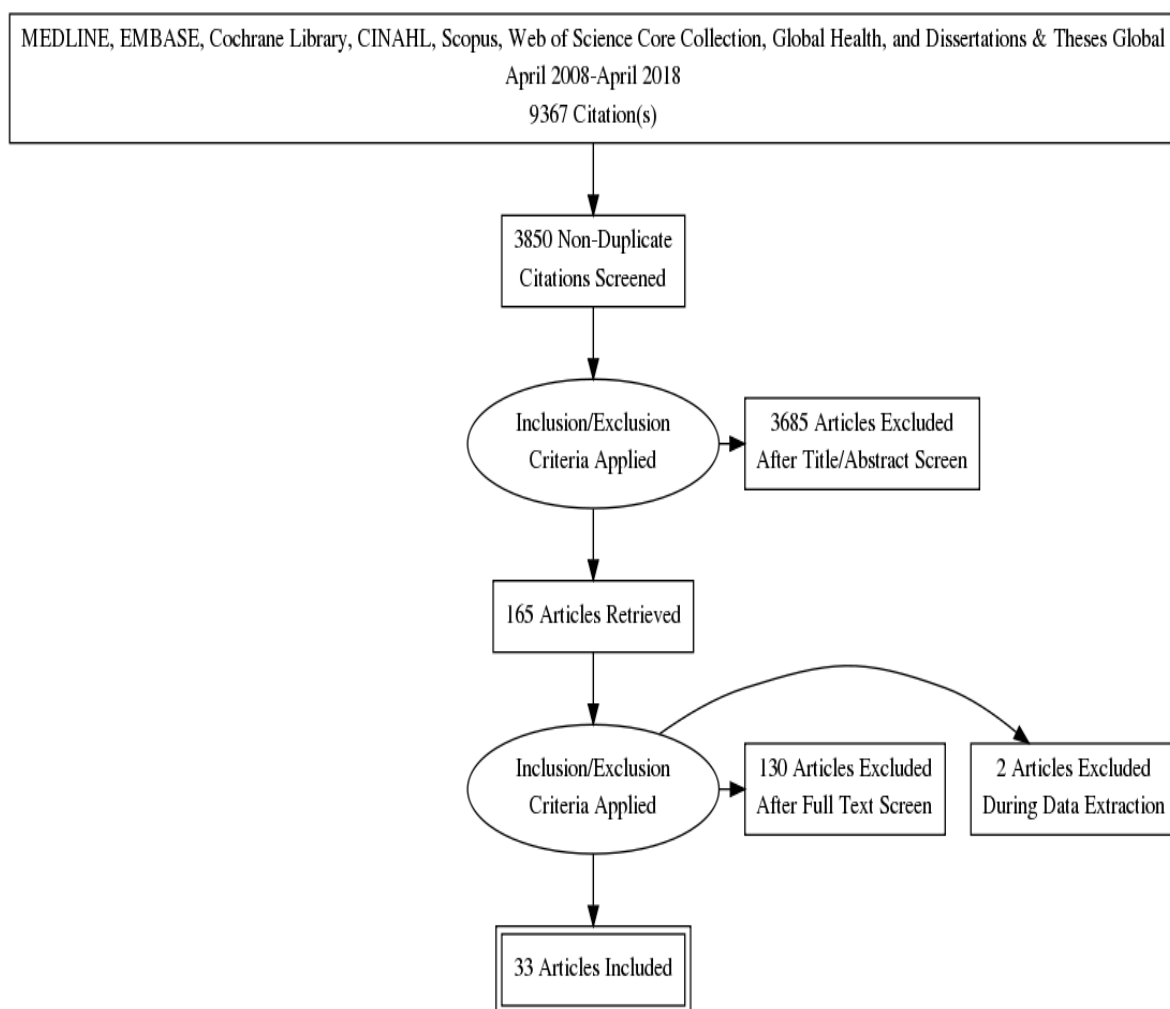 MEDLINE, EMBASE, Cochrane Library, CINAHL, Scopus, Web of Science Core Collection, Global Health, and Dissertations & Theses Global
April 2008-April 2018
9367 Citation(s)
3850 Non-Duplicate
Citations Screened
Inclusion/Exclusion
Criteria Applied
3685 Articles Excluded
After Title/Abstract Screen
165 Articles Retrieved
Inclusion/Exclusion
Criteria Applied
130 Articles Excluded
After Full Text Screen
2 Articles Excluded
During Data Extraction
33 Articles Included